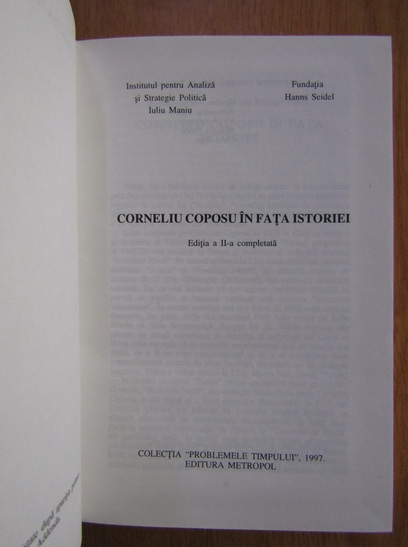 Institutul pentru Analiză
și Strategie Politică
Iuliu Maniu
Fundația
Hanns Seidel
CORNELIU COPOSU ÎN FAȚA ISTORIEI
Ediția a II-a completată
COLECȚIA "PROBLEMELE TIMPULUI", 1997.
EDITURA METROPOL